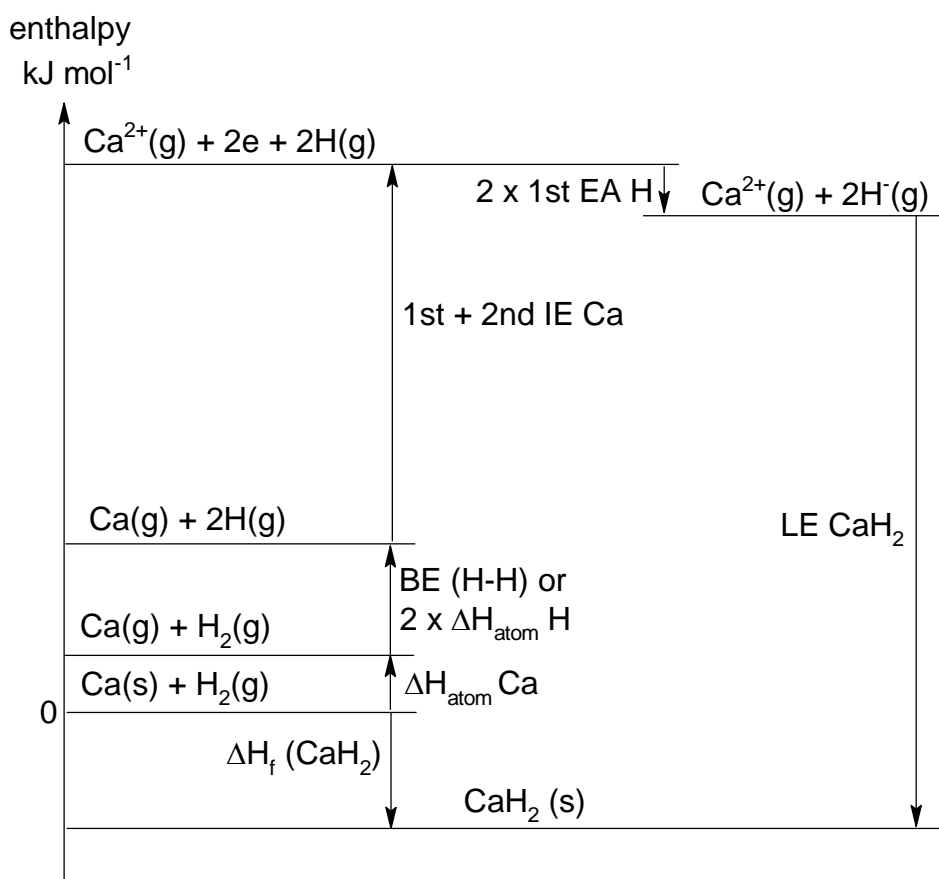 enthalpy
kJ mol⁻¹
Ca²⁺(g) + 2e + 2H(g)
2 x 1st EA H
Ca²⁺(g) + 2H⁻(g)
1st + 2nd IE Ca
Ca(g) + 2H(g)
LE CaH₂
BE (H-H) or
2 x ΔHₐₜₒₘ H
Ca(g) + H₂(g)
Ca(s) + H₂(g)
ΔHₐₜₒₘ Ca
0
ΔH_f (CaH₂)
CaH₂ (s)